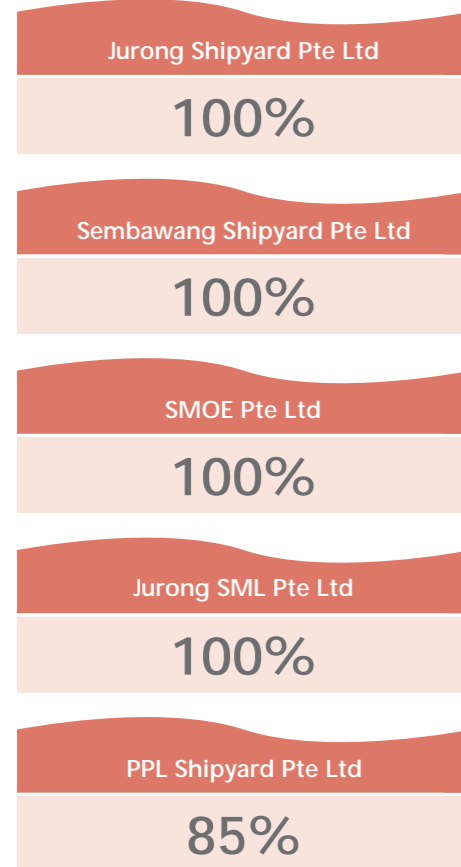 Jurong Shipyard Pte Ltd
100%
Sembawang Shipyard Pte Ltd
100%
SMOE Pte Ltd
100%
Jurong SML Pte Ltd
100%
PPL Shipyard Pte Ltd
85%